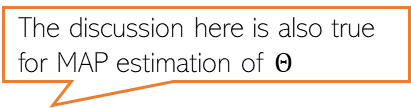 The discussion here is also true
for MAP estimation of Θ